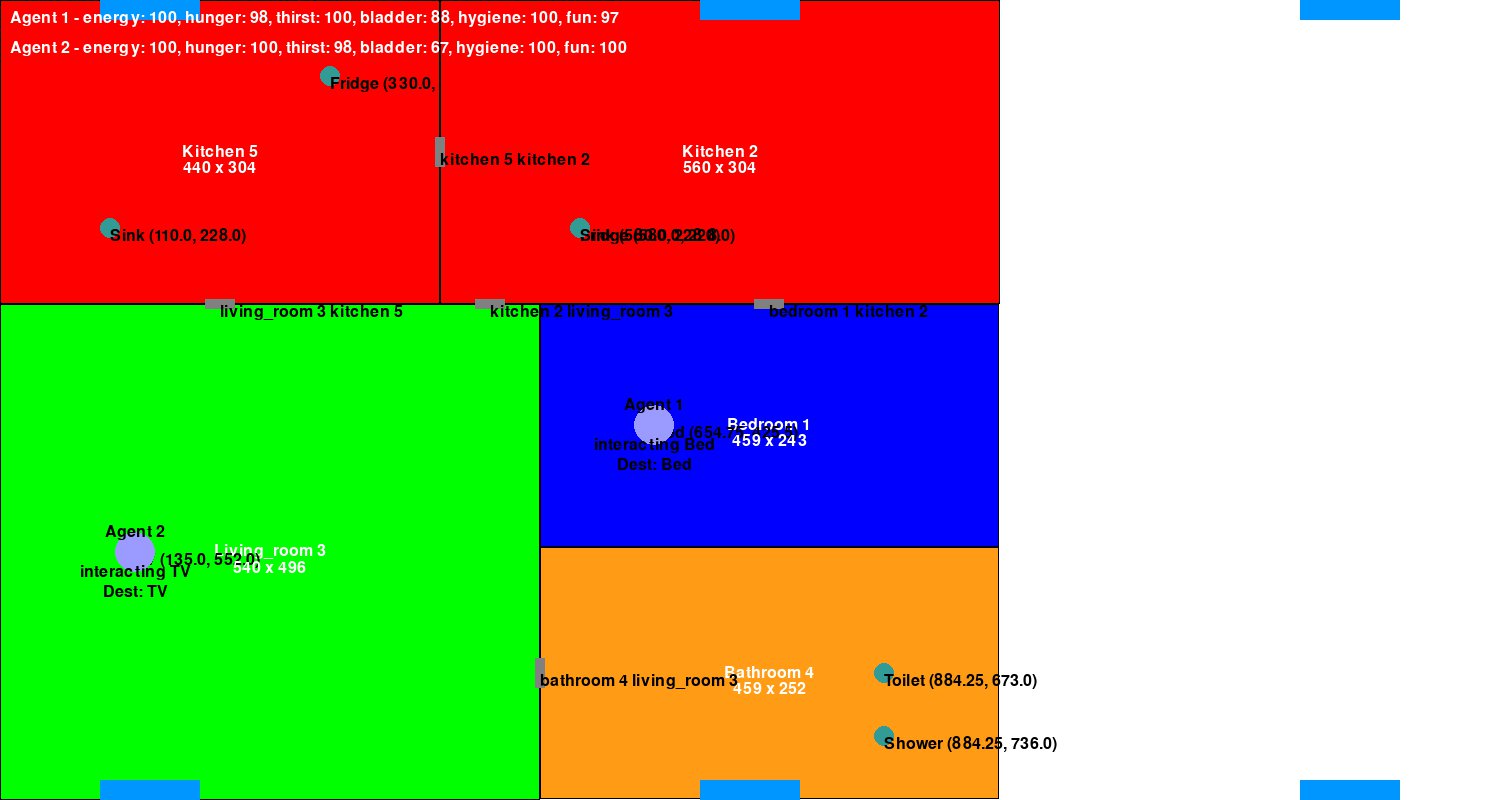 Agent 1 - energy: 100, hunger: 98, thirst: 100, bladder: 88, hygiene: 100, fun: 97
Agent 2 - energy: 100, hunger: 100, thirst: 98, bladder: 67, hygiene: 100, fun: 100
Fridge (330.0,
Kitchen 5
440 x 304
kitchen 5 kitchen 2
Kitchen 2
560 x 304
Sink (110.0, 228.0)
living_room 3 kitchen 5
kitchen 2 living_room 3
bedroom 1 kitchen 2
Agent 1
Bedroom 1
459 x 243
interacting Bed
Dest: Bed
Agent 2
Living_room 3
540 x 496
(135.0, 552.0)
interacting TV
Dest: TV
bathroom 4 living_room 3
Bathroom 4
459 x 252
Toilet (884.25, 673.0)
Shower (884.25, 736.0)